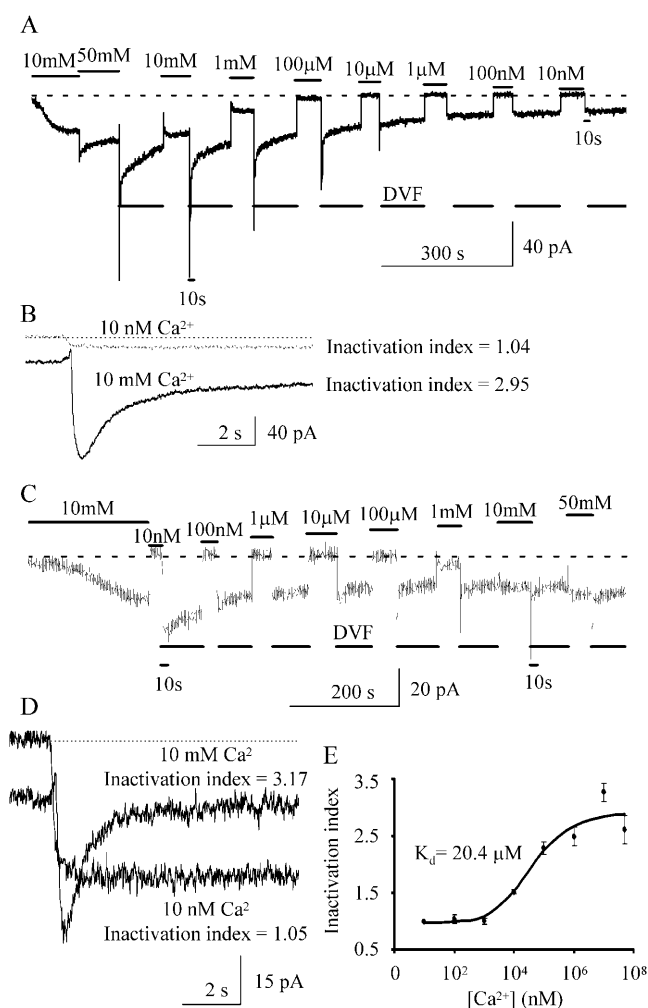 A
10mM 50mM 10mM 1mM 100μM 10μM 1μM 100nM 10nM
10s
DVF
300 s 40 pA
10s
B
10 nM Ca²⁺
Inactivation index = 1.04
10 mM Ca²⁺
Inactivation index = 2.95
2 s 40 pA
C
10mM 10nM 100nM 1μM 10μM 100μM 1mM 10mM 50mM
DVF
10s 10s
200 s 20 pA
D
10 mM Ca²
Inactivation index = 3.17
10 nM Ca²
Inactivation index = 1.05
2 s 15 pA
E
Inactivation index
3.5
2.5
1.5
0.5
K_d= 20.4 μM
0 10² 10⁴ 10⁶ 10⁸
[Ca²⁺] (nM)